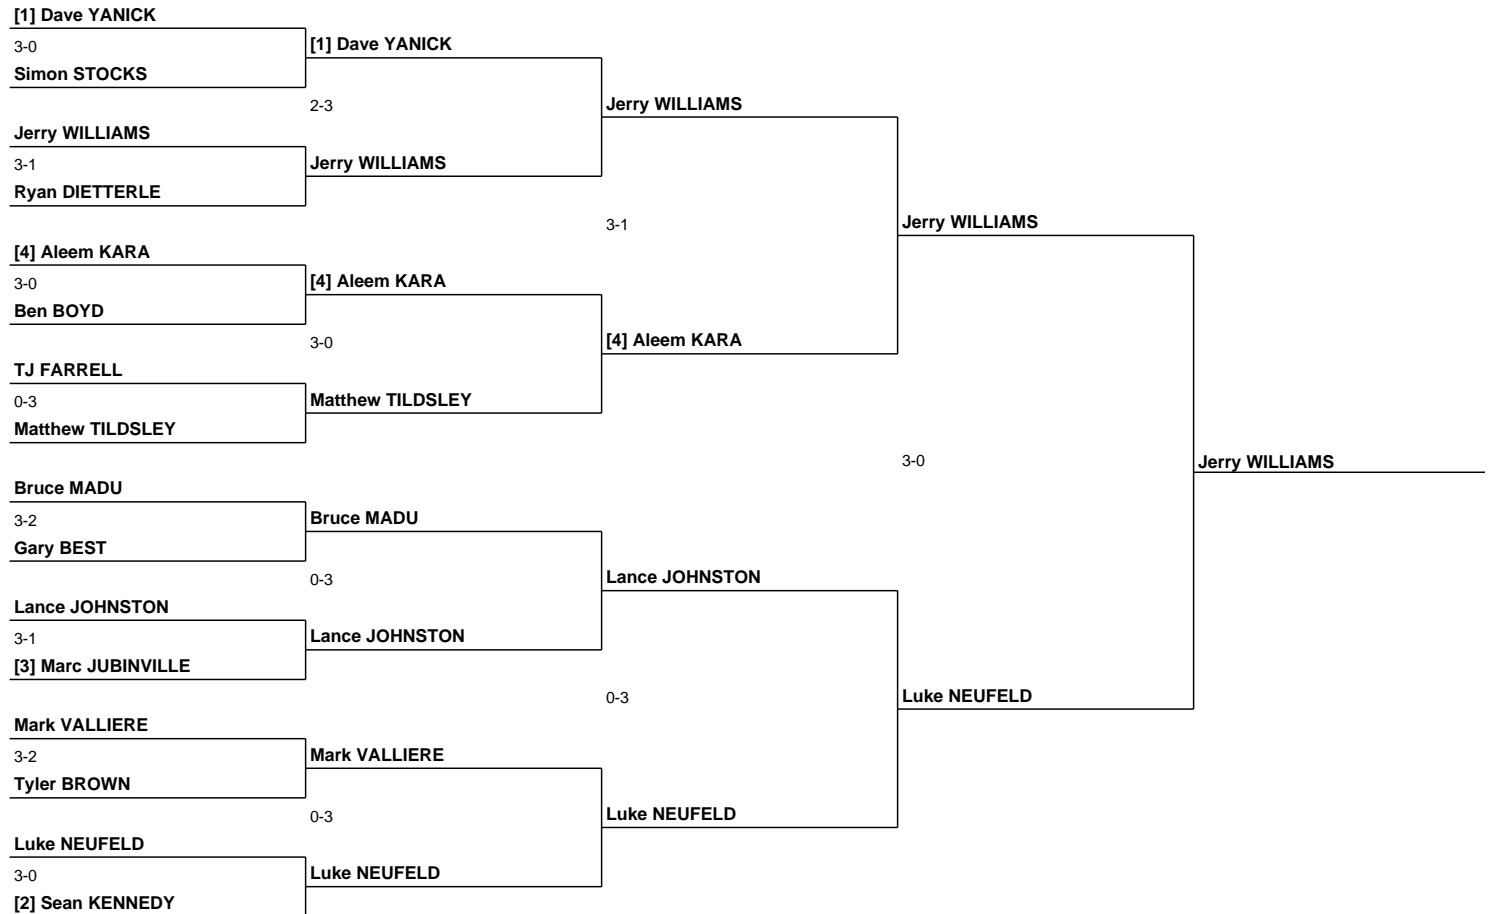 [1] Dave YANICK
3-0
Simon STOCKS
Jerry WILLIAMS
3-1
Ryan DIETTERLE
[4] Aleem KARA
3-0
Ben BOYD
TJ FARRELL
0-3
Matthew TILDSLEY
Bruce MADU
3-2
Gary BEST
Lance JOHNSTON
3-1
[3] Marc JUBINVILLE
Mark VALLIERE
3-2
Tyler BROWN
Luke NEUFELD
3-0
[2] Sean KENNEDY
[1] Dave YANICK
2-3
Jerry WILLIAMS
[4] Aleem KARA
3-0
Matthew TILDSLEY
Bruce MADU
0-3
Lance JOHNSTON
Mark VALLIERE
0-3
Luke NEUFELD
Jerry WILLIAMS
3-1
[4] Aleem KARA
Lance JOHNSTON
0-3
Luke NEUFELD
Jerry WILLIAMS
3-0
Luke NEUFELD
Jerry WILLIAMS